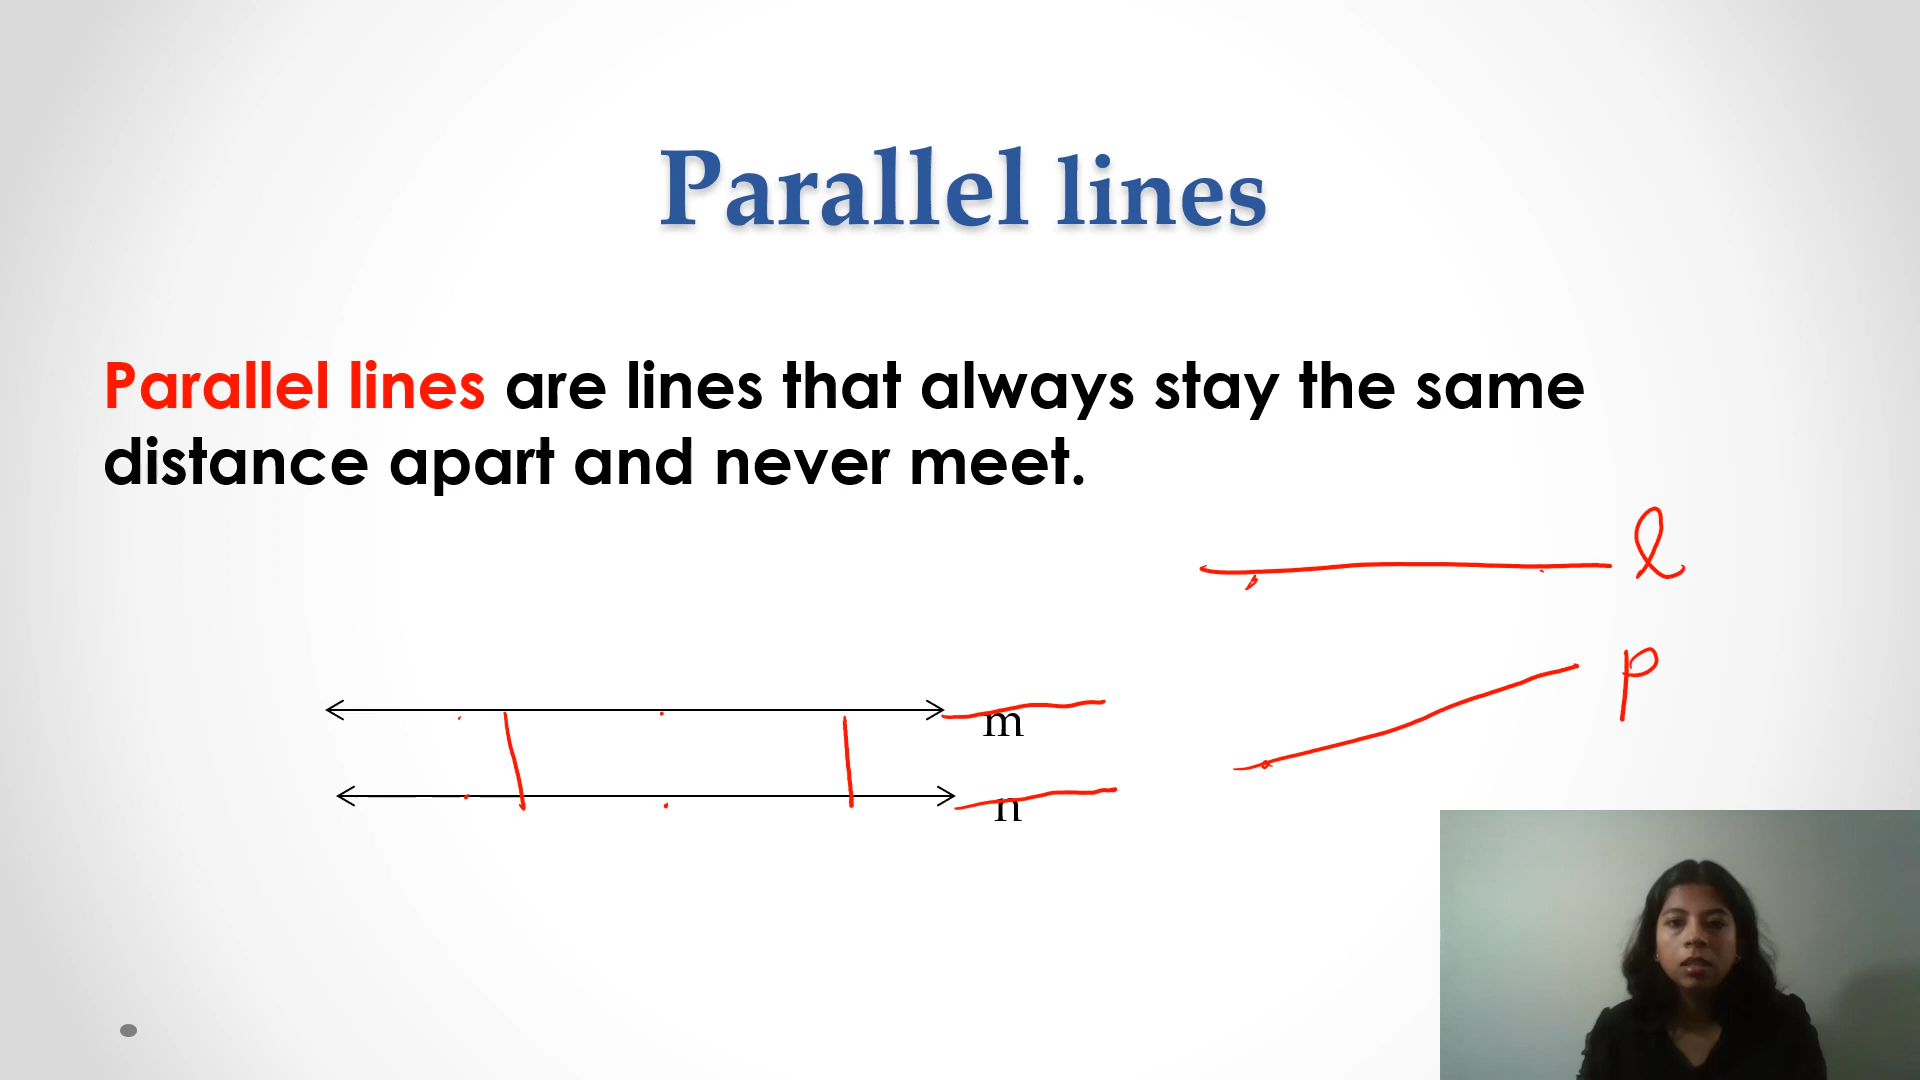 Parallel lines
Parallel lines are lines that always stay the same
distance apart and never meet.
l
p
m
n